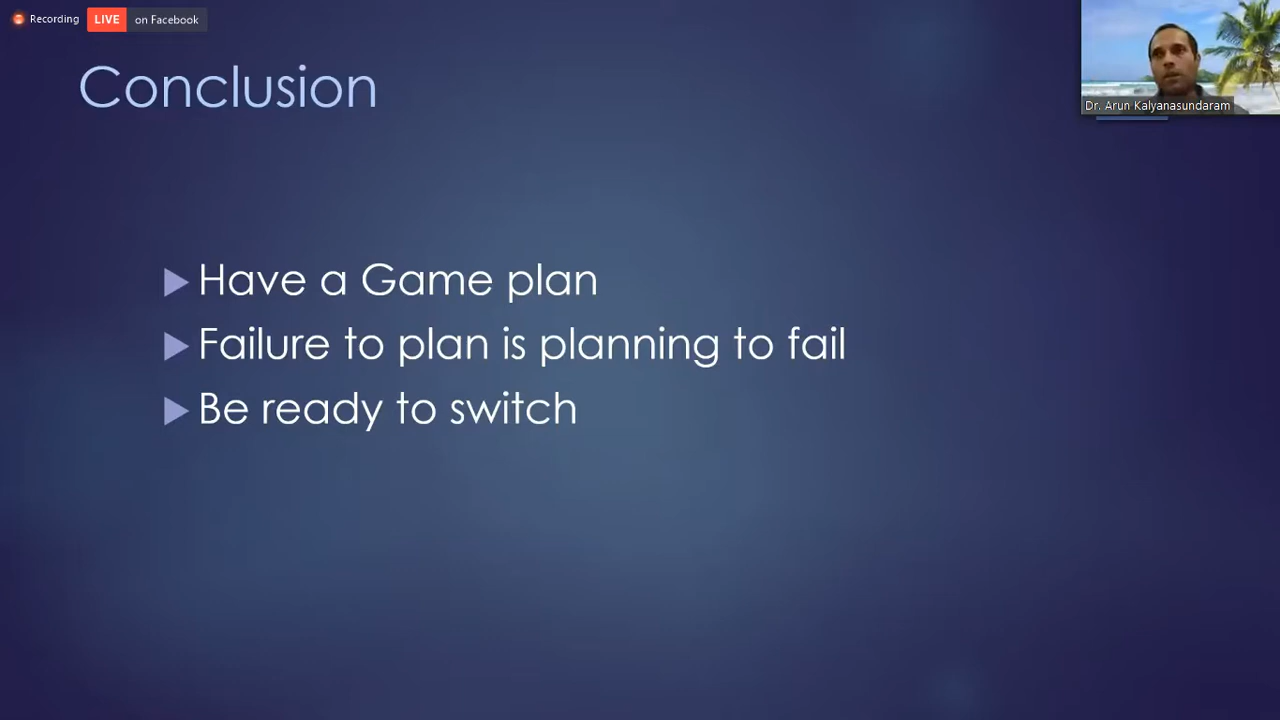 Recording LIVE on Facebook
Conclusion
Dr. Arun Kalyanasundaram
Have a Game plan
Failure to plan is planning to fail
Be ready to switch